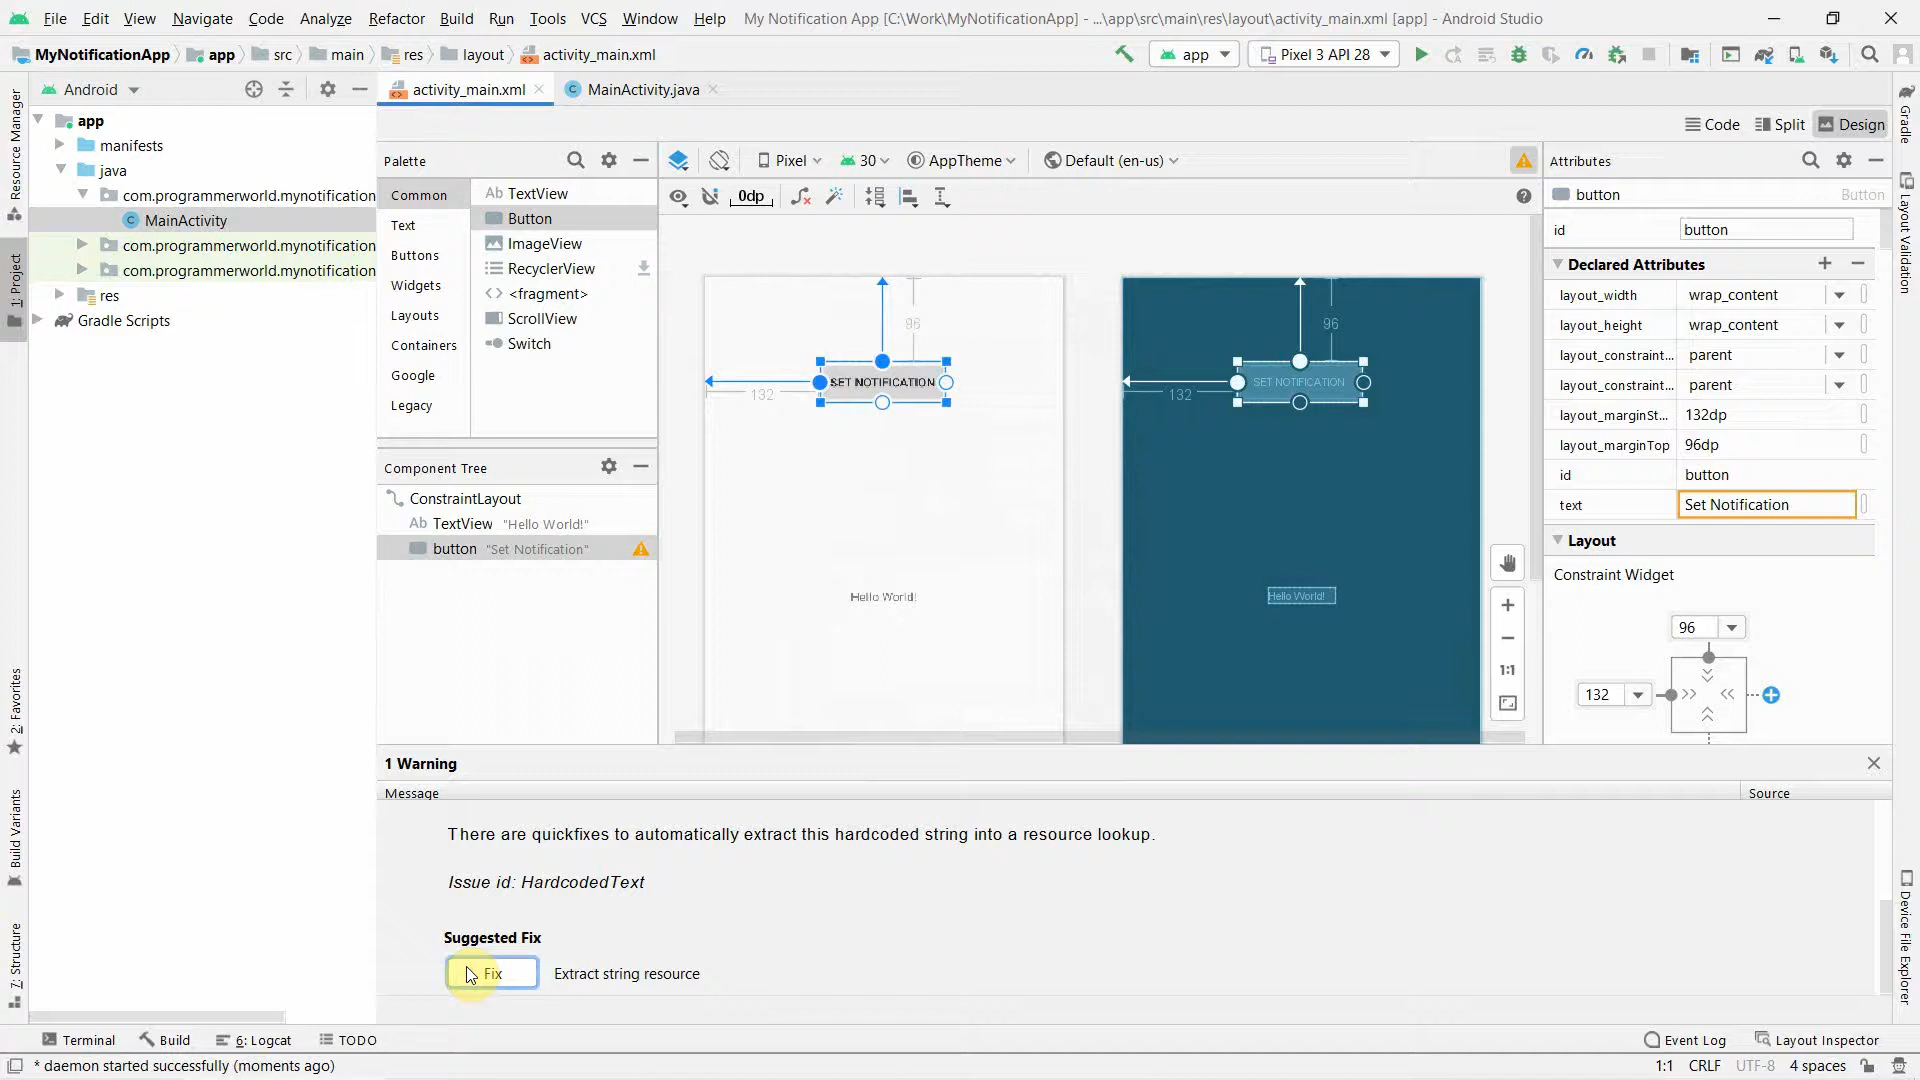 File Edit View Navigate Code Analyze Refactor Build Run Tools VCS Window Help My Notification App [C:\Work\MyNotificationApp] - ...\app\src\main\res\layout\activity_main.xml [app] - Android Studio
MyNotificationApp app src main res layout activity_main.xml app Pixel 3 API 28
Android activity_main.xml MainActivity.java
Code Split Design
app
manifests
java
com.programmerworld.mynotification
MainActivity
com.programmerworld.mynotification
com.programmerworld.mynotification
res
Gradle Scripts
Resource Manager
1: Project
2: Favorites
Build Variants
7: Structure
Palette
Common
Text
Buttons
Widgets
Layouts
Containers
Google
Legacy
Ab TextView
Button
ImageView
RecyclerView
<fragment>
ScrollView
Switch
Component Tree
ConstraintLayout
Ab TextView "Hello World!"
button "Set Notification"
Pixel 30 AppTheme Default (en-us)
0dp
96
SET NOTIFICATION
132
Hello World!
96
SET NOTIFICATION
132
Hello World!
1:1
Attributes
button Button
id button
Declared Attributes
layout_width wrap_content
layout_height wrap_content
layout_constraint... parent
layout_constraint... parent
layout_marginSt... 132dp
layout_marginTop 96dp
id button
text Set Notification
Layout
Constraint Widget
96
132
Gradle
Layout Validation
Device File Explorer
1 Warning
Message Source
There are quickfixes to automatically extract this hardcoded string into a resource lookup.
Issue id: HardcodedText
Suggested Fix
Fix Extract string resource
Terminal Build 6: Logcat TODO Event Log Layout Inspector
* daemon started successfully (moments ago) 1:1 CRLF UTF-8 4 spaces